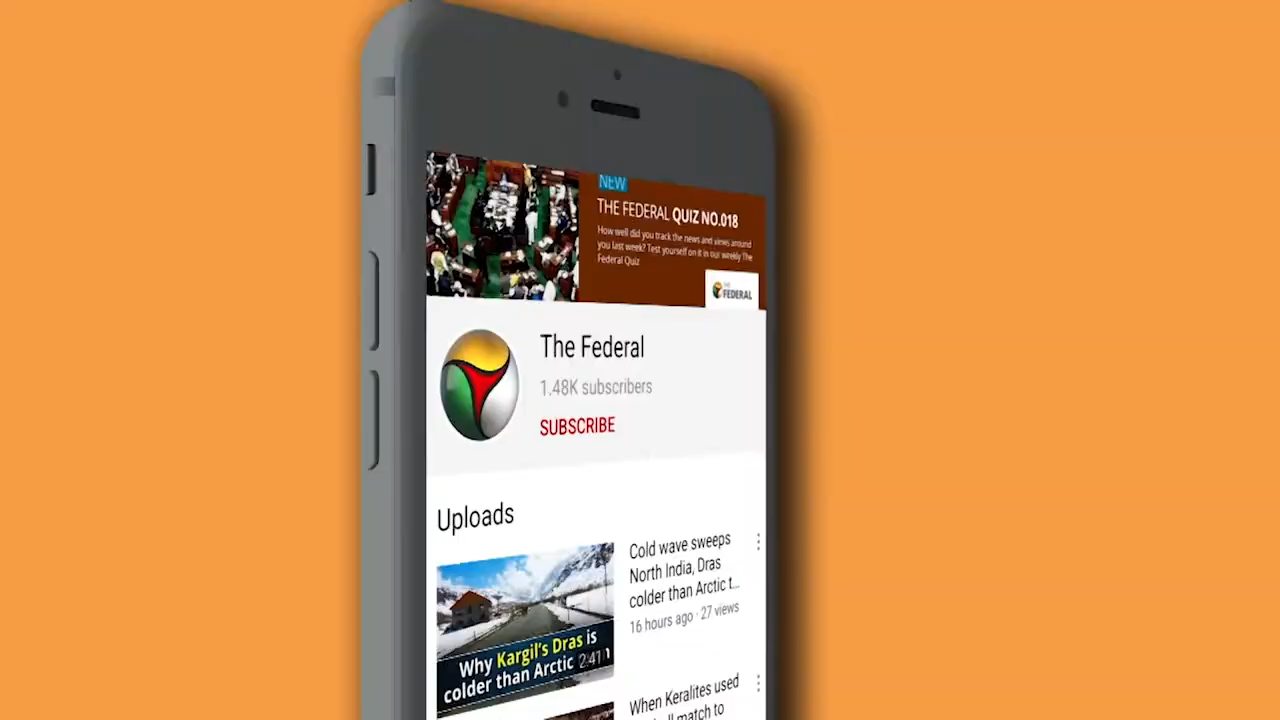 NEW
THE FEDERAL QUIZ NO.018
How well did you track the news and views around
you last week? Test yourself on it in our weekly The
Federal Quiz
THE
FEDERAL
The Federal
1.48K subscribers
SUBSCRIBE
Uploads
Why Kargil's Dras is
colder than Arctic
2:41
Cold wave sweeps
North India, Dras
colder than Arctic t...
16 hours ago · 27 views
When Keralites used
match to